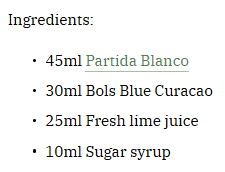 Ingredients:
• 45ml Partida Blanco
• 30ml Bols Blue Curacao
• 25ml Fresh lime juice
• 10ml Sugar syrup